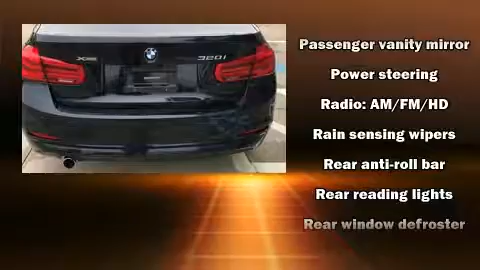 320i
Passenger vanity mirror
Power steering
Radio: AM/FM/HD
Rain sensing wipers
Rear anti-roll bar
Rear reading lights
Rear window defroster